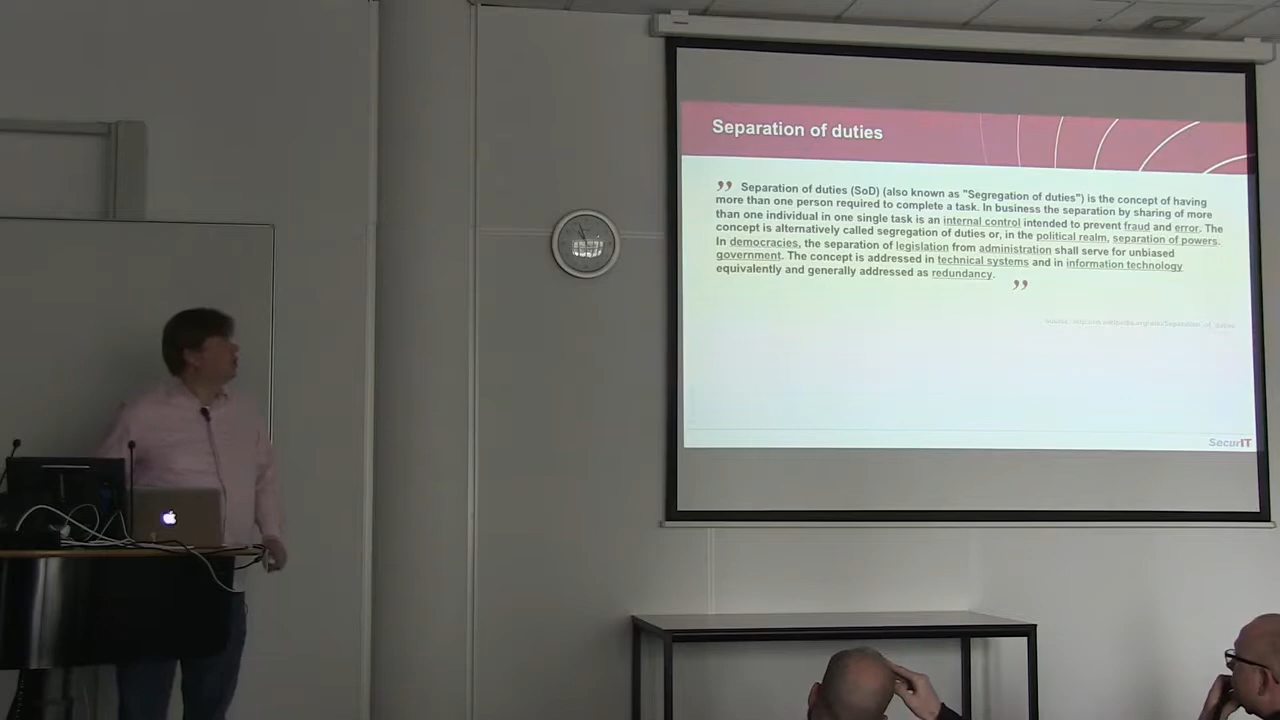 Separation of duties
” Separation of duties (SoD) (also known as "Segregation of duties") is the concept of having
more than one person required to complete a task. In business the separation by sharing of more
than one individual in one single task is an internal control intended to prevent fraud and error. The
concept is alternatively called segregation of duties or, in the political realm, separation of powers.
In democracies, the separation of legislation from administration shall serve for unbiased
government. The concept is addressed in technical systems and in information technology
equivalently and generally addressed as redundancy.
”
SecurIT